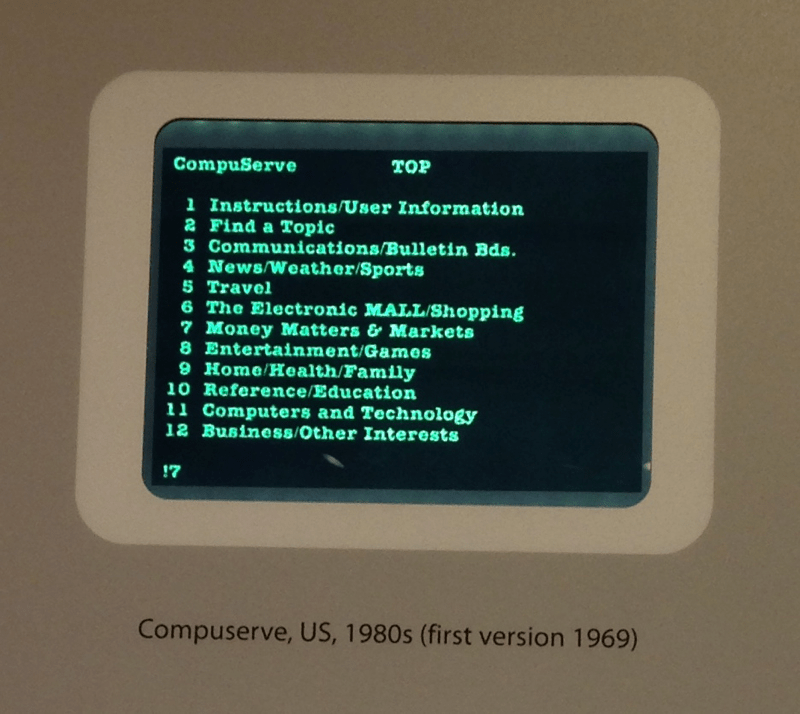 CompuServe TOP
1 Instructions/User Information
2 Find a Topic
3 Communications/Bulletin Bds.
4 News/Weather/Sports
5 Travel
6 The Electronic MALL/Shopping
7 Money Matters & Markets
8 Entertainment/Games
9 Home/Health/Family
10 Reference/Education
11 Computers and Technology
12 Business/Other Interests
!7
Compuserve, US, 1980s (first version 1969)